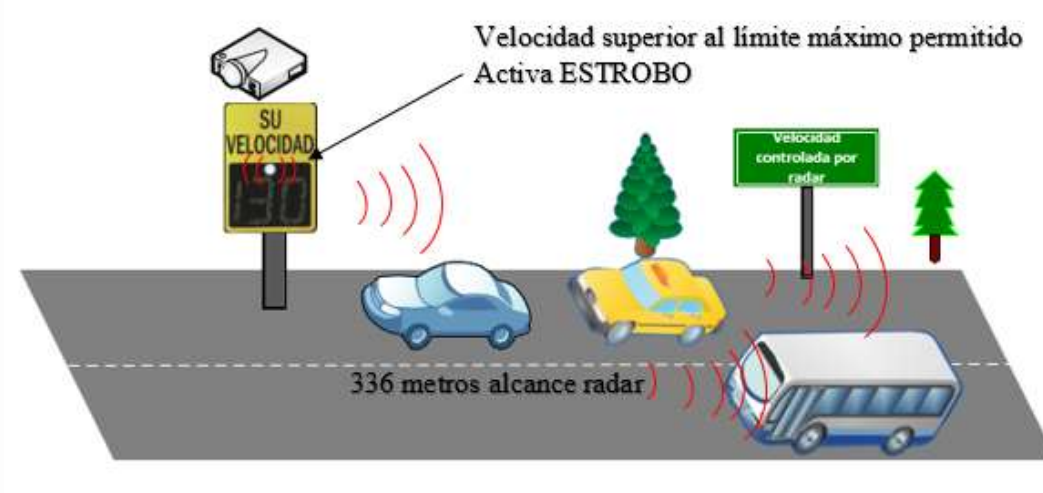 Velocidad superior al límite máximo permitido
Activa ESTROBO
SU
VELOCIDAD
130
Velocidad
controlada por
radar
336 metros alcance radar